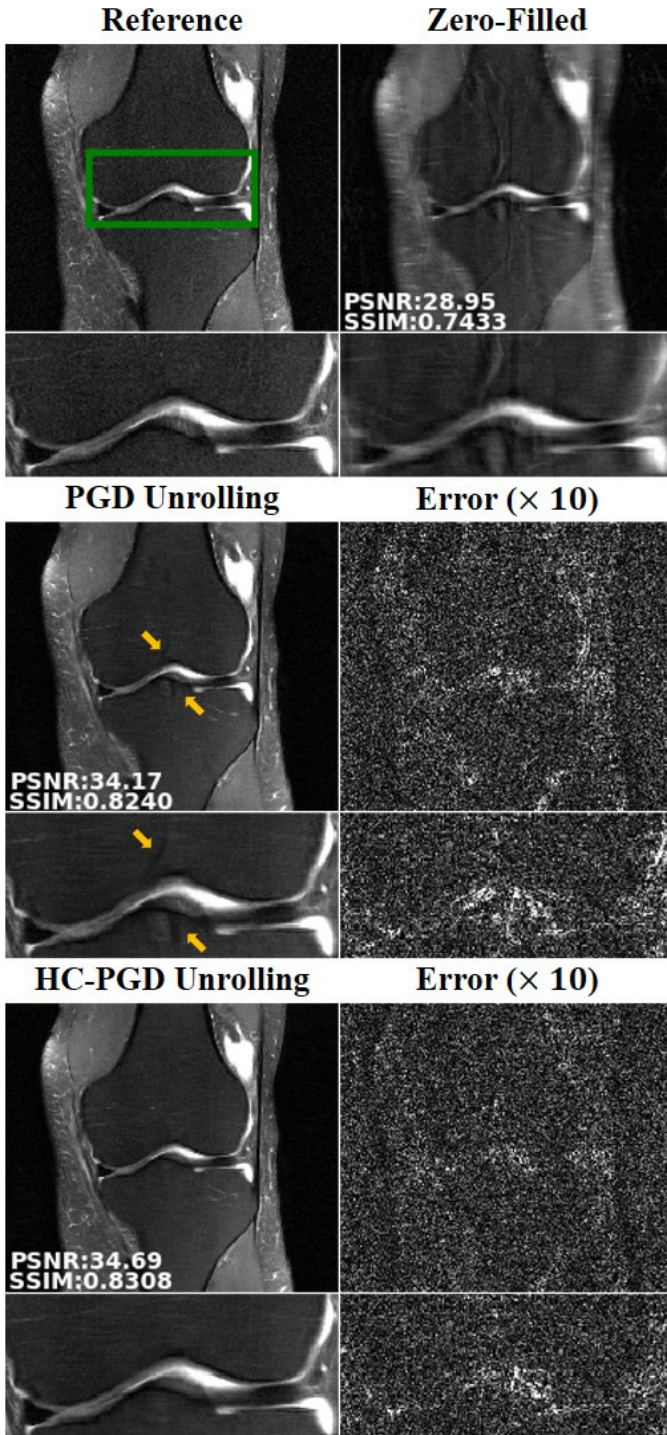 Reference
Zero-Filled
PSNR:28.95
SSIM:0.7433
PGD Unrolling
Error (× 10)
PSNR:34.17
SSIM:0.8240
HC-PGD Unrolling
Error (× 10)
PSNR:34.69
SSIM:0.8308